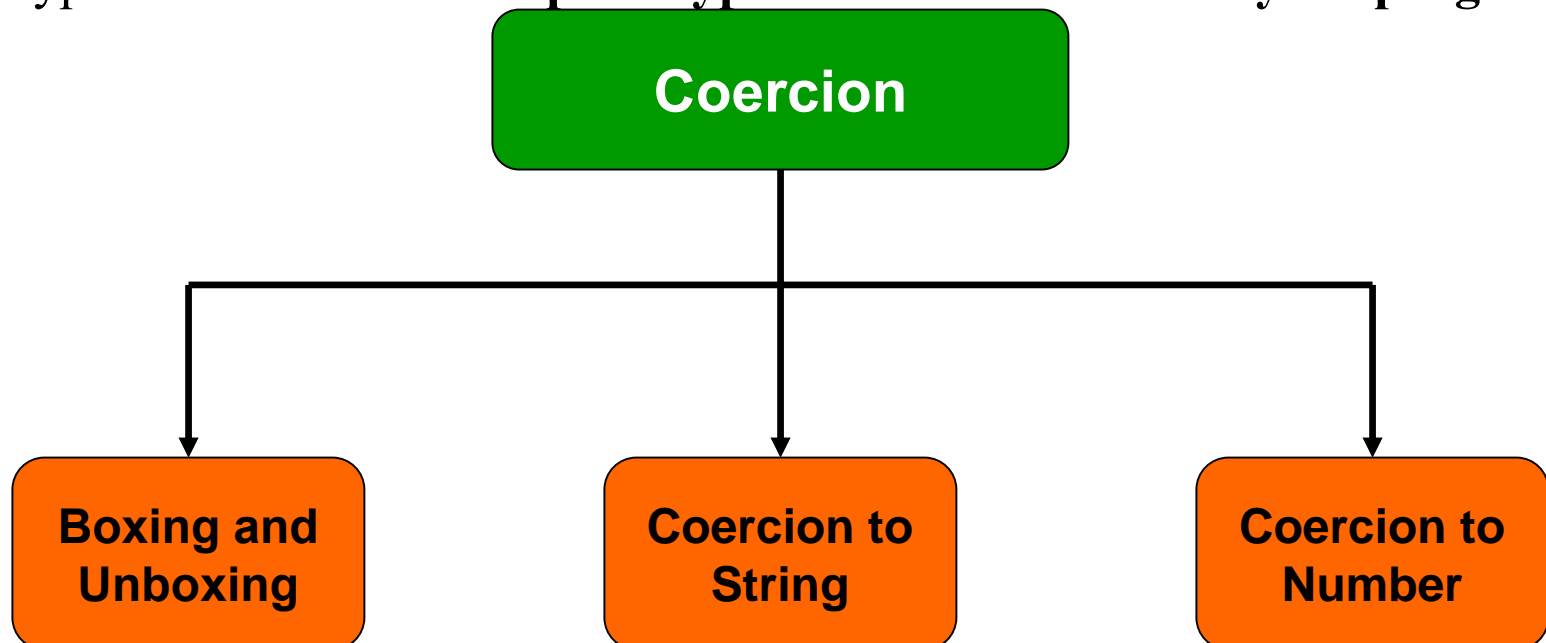 Coercion
Boxing and
Unboxing
Coercion to
String
Coercion to
Number